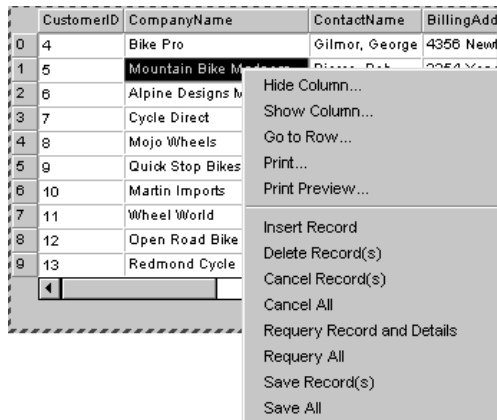 CustomerID CompanyName ContactName BillingAdd
0 4 Bike Pro Gilmor, George 4356 Newf
1 5 Mountain Bike
2 6 Alpine Designs
3 7 Cycle Direct
4 8 Mojo Wheels
5 9 Quick Stop Bikes
6 10 Martin Imports
7 11 Wheel World
8 12 Open Road Bike
9 13 Redmond Cycle
Hide Column...
Show Column...
Go to Row...
Print...
Print Preview...
Insert Record
Delete Record(s)
Cancel Record(s)
Cancel All
Requery Record and Details
Requery All
Save Record(s)
Save All